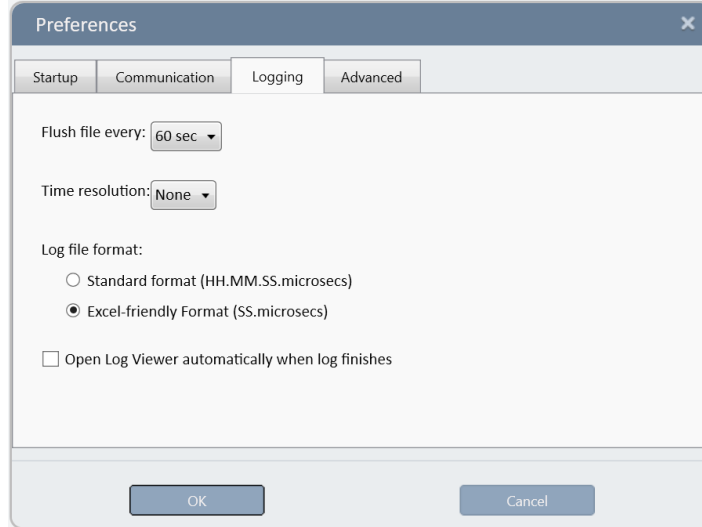 Preferences
Startup Communication Logging Advanced
Flush file every: 60 sec
Time resolution: None
Log file format:
Standard format (HH.MM.SS.microsecs)
Excel-friendly Format (SS.microsecs)
Open Log Viewer automatically when log finishes
OK Cancel